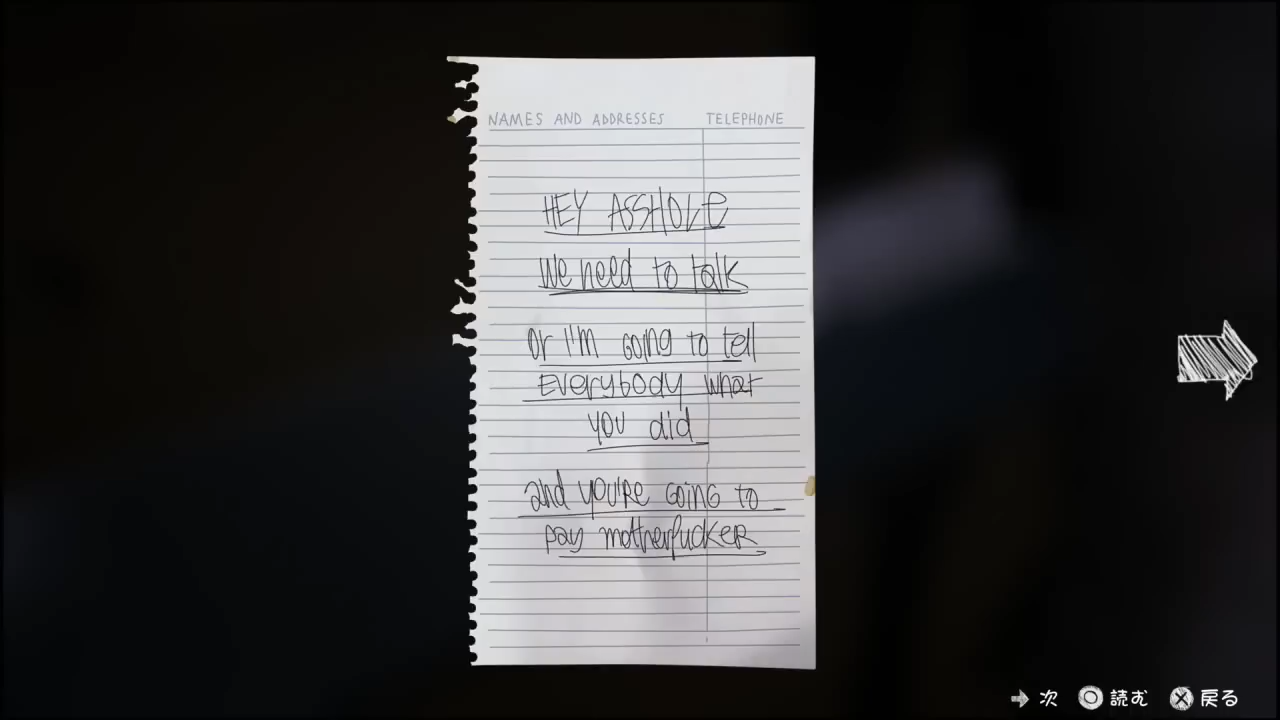 NAMES AND ADDRESSES TELEPHONE
HEY ASSHOLE
We need to talk
Or I'm going to tell
Everybody what
you did
and you're going to
pay motherfucker
次 読む 戻る